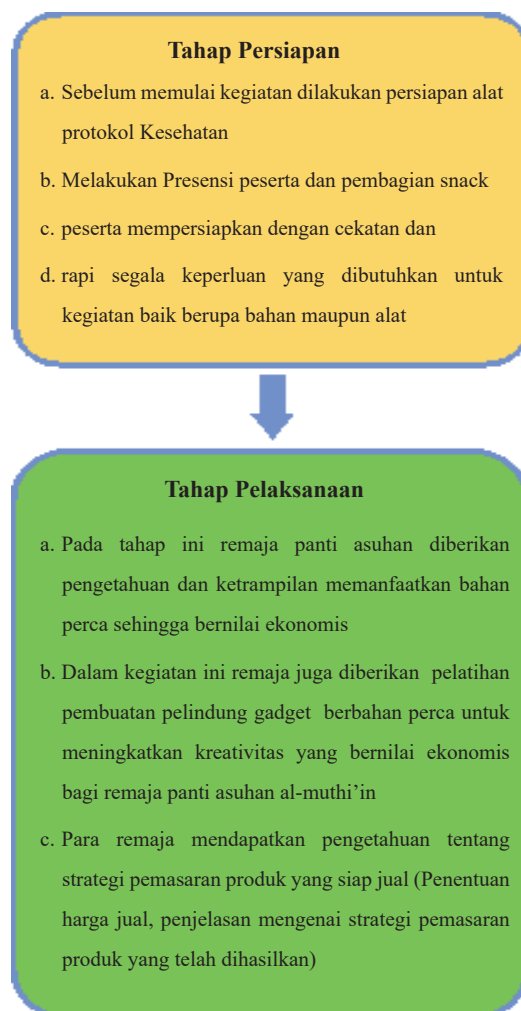 Tahap Persiapan
a. Sebelum memulai kegiatan dilakukan persiapan alat
protokol Kesehatan
b. Melakukan Presensi peserta dan pembagian snack
c. peserta mempersiapkan dengan cekatan dan
d. rapi segala keperluan yang dibutuhkan untuk
kegiatan baik berupa bahan maupun alat
Tahap Pelaksanaan
a. Pada tahap ini remaja panti asuhan diberikan
pengetahuan dan ketrampilan memanfaatkan bahan
perca sehingga bernilai ekonomis
b. Dalam kegiatan ini remaja juga diberikan pelatihan
pembuatan pelindung gadget berbahan perca untuk
meningkatkan kreativitas yang bernilai ekonomis
bagi remaja panti asuhan al-muthi’in
c. Para remaja mendapatkan pengetahuan tentang
strategi pemasaran produk yang siap jual (Penentuan
harga jual, penjelasan mengenai strategi pemasaran
produk yang telah dihasilkan)